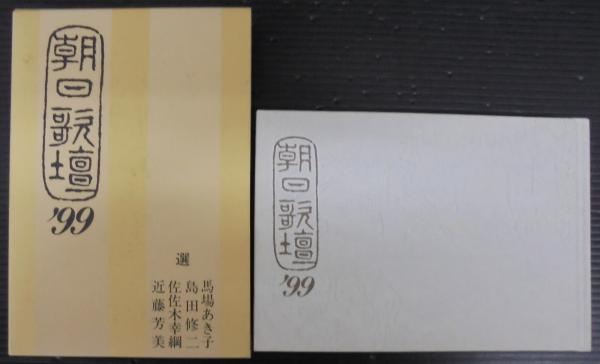 朝日歌壇
'99
選
馬場あき子
島田修二
佐佐木幸綱
近藤芳美
朝日歌壇
'99